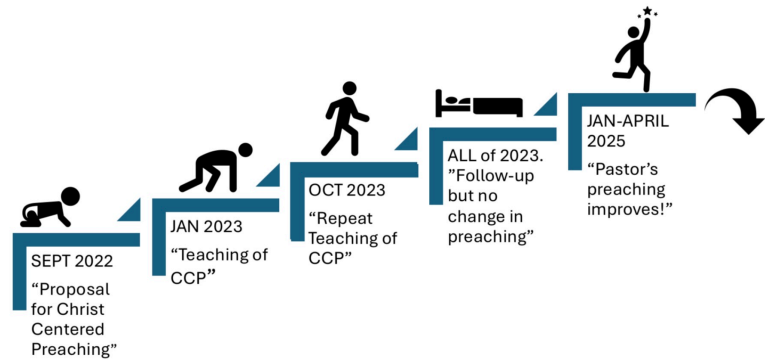 SEPT 2022
“Proposal
for Christ
Centered
Preaching”
JAN 2023
“Teaching of
CCP”
OCT 2023
“Repeat
Teaching of
CCP”
ALL of 2023.
”Follow-up
but no
change in
preaching”
JAN-APRIL
2025
“Pastor’s
preaching
improves!”